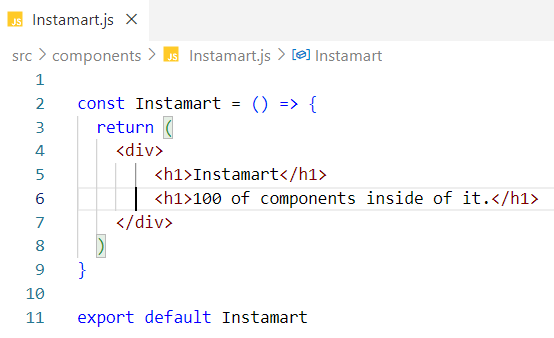 JS Instamart.js ×
src > components > JS Instamart.js > Instamart
1
2 const Instamart = () => {
3   return (
4     <div>
5         <h1>Instamart</h1>
6         <h1>100 of components inside of it.</h1>
7     </div>
8   )
9 }
10
11 export default Instamart